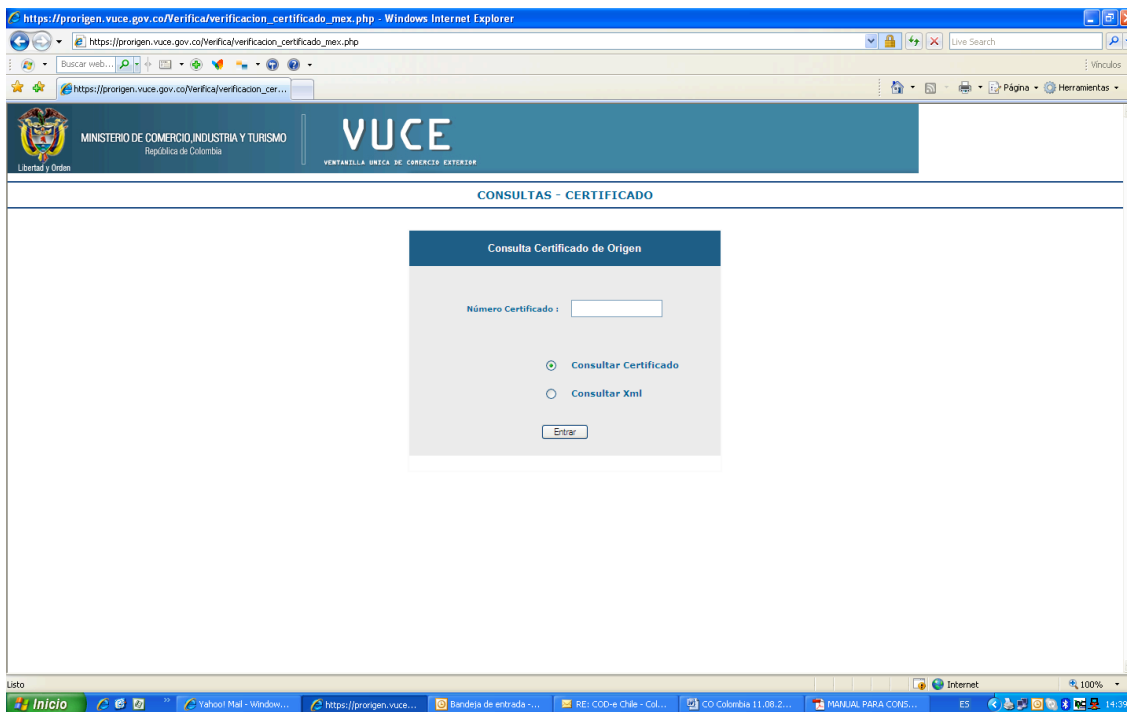 https://prorigen.vuce.gov.co/Verifica/verificacion_certificado_mex.php - Windows Internet Explorer
https://prorigen.vuce.gov.co/Verifica/verificacion_certificado_mex.php
Live Search
Buscar web...
Vínculos
https://prorigen.vuce.gov.co/Verifica/verificacion_cer...
Página
Herramientas
MINISTERIO DE COMERCIO,INDUSTRIA Y TURISMO
República de Colombia
Libertad y Orden
VUCE
VENTANILLA UNICA DE COMERCIO EXTERIOR
CONSULTAS - CERTIFICADO
Consulta Certificado de Origen
Número Certificado :
Consultar Certificado
Consultar Xml
Entrar
Listo
Internet
100%
Inicio
Yahoo! Mail - Window...
https://prorigen.vuce...
Bandeja de entrada -...
RE: COD-e Chile - Col...
CO Colombia 11.08.2...
MANUAL PARA CONS...
ES
14:39